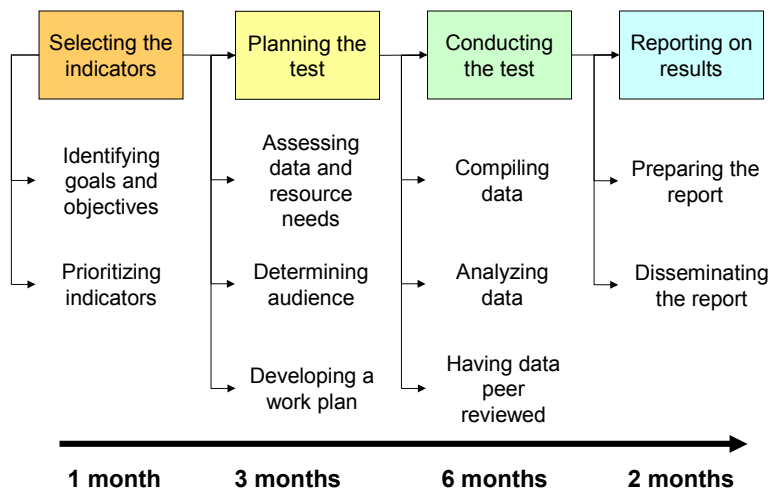 Selecting the
indicators
Planning the
test
Conducting
the test
Reporting on
results
Identifying
goals and
objectives
Assessing
data and
resource
needs
Compiling
data
Preparing the
report
Prioritizing
indicators
Determining
audience
Analyzing
data
Disseminating
the report
Developing a
work plan
Having data
peer
reviewed
1 month
3 months
6 months
2 months